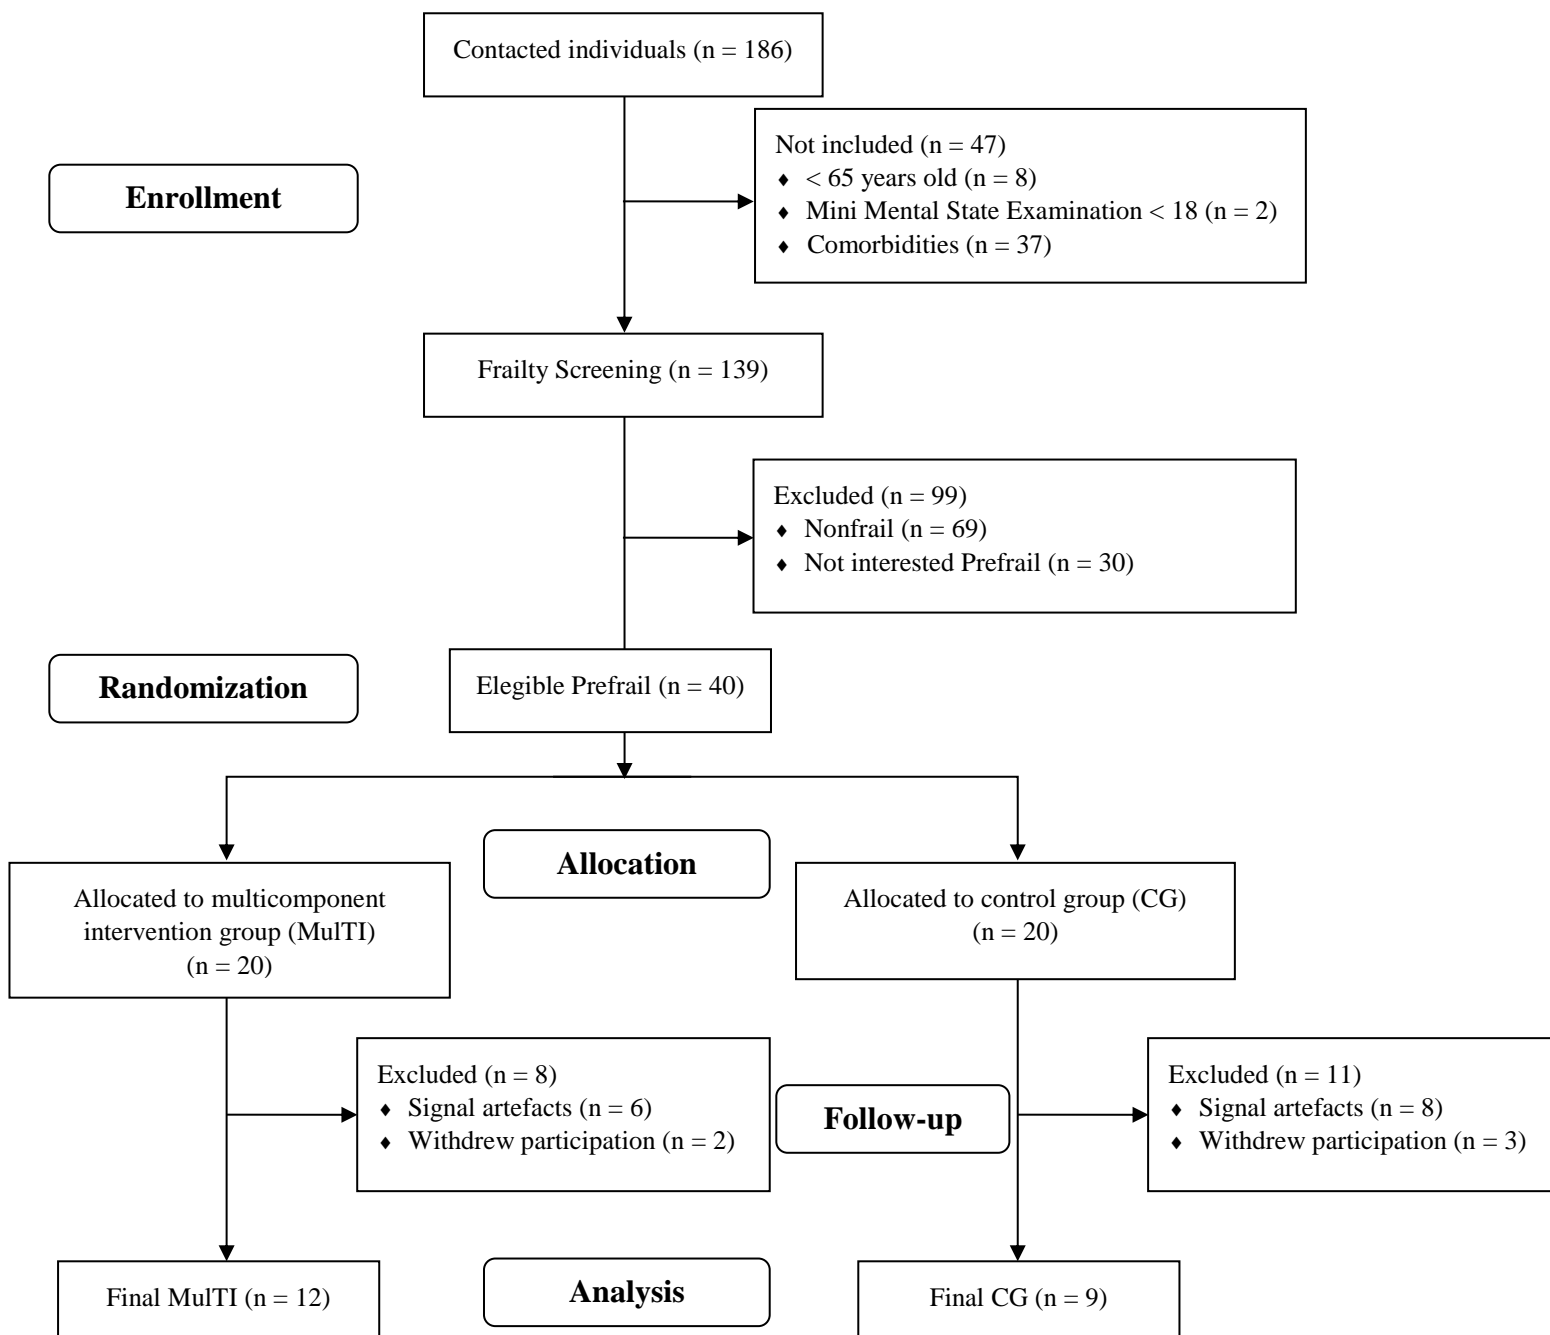 Contacted individuals (n = 186)
Enrollment
Not included (n = 47)
♦ < 65 years old (n = 8)
♦ Mini Mental State Examination < 18 (n = 2)
♦ Comorbidities (n = 37)
Frailty Screening (n = 139)
Excluded (n = 99)
♦ Nonfrail (n = 69)
♦ Not interested Prefrail (n = 30)
Randomization
Elegible Prefrail (n = 40)
Allocation
Allocated to multicomponent
intervention group (MulTI)
(n = 20)
Allocated to control group (CG)
(n = 20)
Excluded (n = 8)
♦ Signal artefacts (n = 6)
♦ Withdrew participation (n = 2)
Follow-up
Excluded (n = 11)
♦ Signal artefacts (n = 8)
♦ Withdrew participation (n = 3)
Final MulTI (n = 12)
Analysis
Final CG (n = 9)